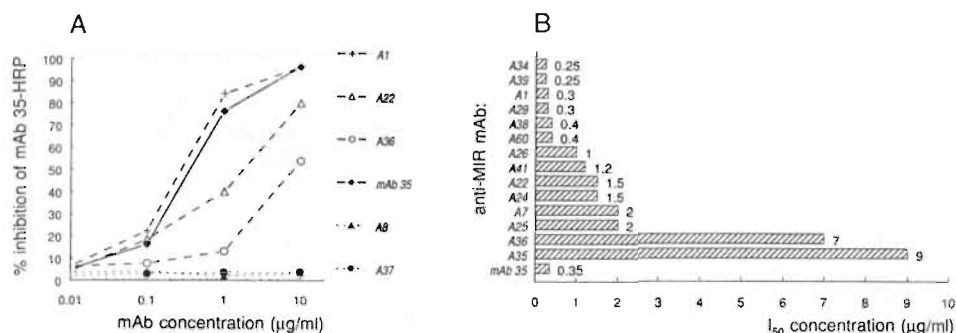 A
% inhibition of mAb 35-HRP
100
90
80
70
60
50
40
30
20
10
0
0.01
0.1
1
10
mAb concentration (µg/ml)
A1
A22
A36
mAb 35
A8
A37
B
anti-MIR mAb:
A34 0.25
A39 0.25
A1 0.3
A29 0.3
A38 0.4
A60 0.4
A26 1
A41 1.2
A22 1.5
A24 1.5
A7 2
A25 2
A36 7
A35 9
mAb 35 0.35
0 1 2 3 4 5 6 7 8 9 10
I50 concentration (µg/ml)